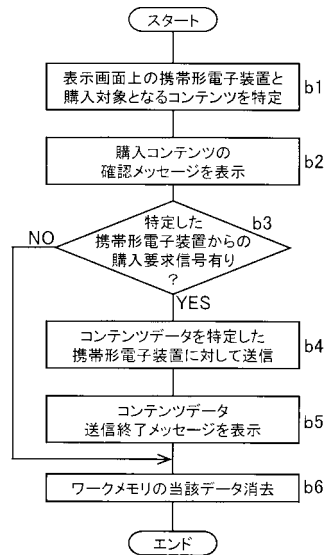 スタート
表示画面上の携帯形電子装置と
購入対象となるコンテンツを特定
b1
購入コンテンツの
確認メッセージを表示
b2
特定した
携帯形電子装置からの
購入要求信号有り
?
b3
NO
YES
コンテンツデータを特定した
携帯形電子装置に対して送信
b4
コンテンツデータ
送信終了メッセージを表示
b5
ワークメモリの当該データ消去
b6
エンド